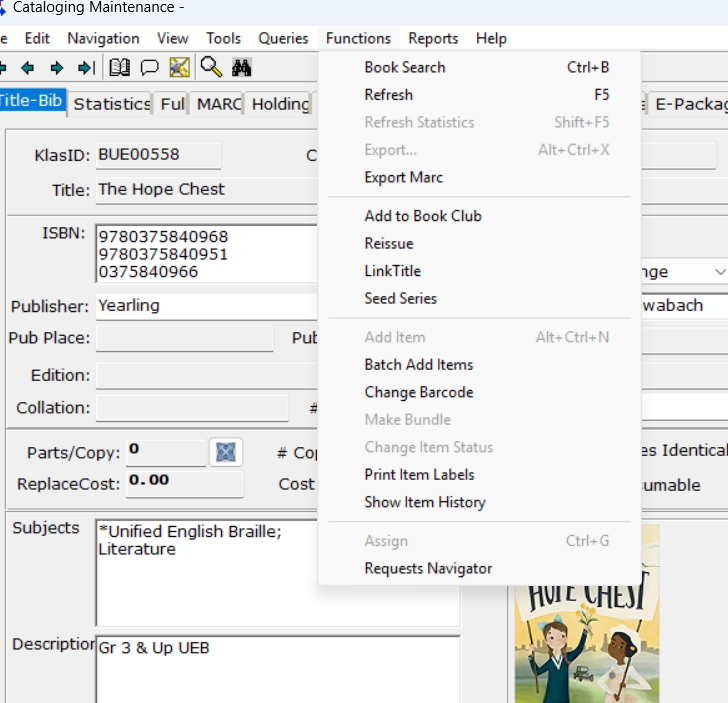 Cataloging Maintenance -
e Edit Navigation View Tools Queries Functions Reports Help
Title-Bib Statistics Ful MARC Holding E-Packag
Book Search Ctrl+B
Refresh F5
Refresh Statistics Shift+F5
Export... Alt+Ctrl+X
Export Marc
Add to Book Club
Reissue
LinkTitle
Seed Series
Add Item Alt+Ctrl+N
Batch Add Items
Change Barcode
Make Bundle
Change Item Status
Print Item Labels
Show Item History
Assign Ctrl+G
Requests Navigator
KlasID: BUE00558 C
Title: The Hope Chest
ISBN: 9780375840968
9780375840951
0375840966
nge
Publisher: Yearling wabach
Pub Place: Pu
Edition:
Collation: #
Parts/Copy: 0 # Co es Identical
ReplaceCost: 0.00 Cost umable
Subjects *Unified English Braille;
Literature
HOPE CHEST
Description Gr 3 & Up UEB